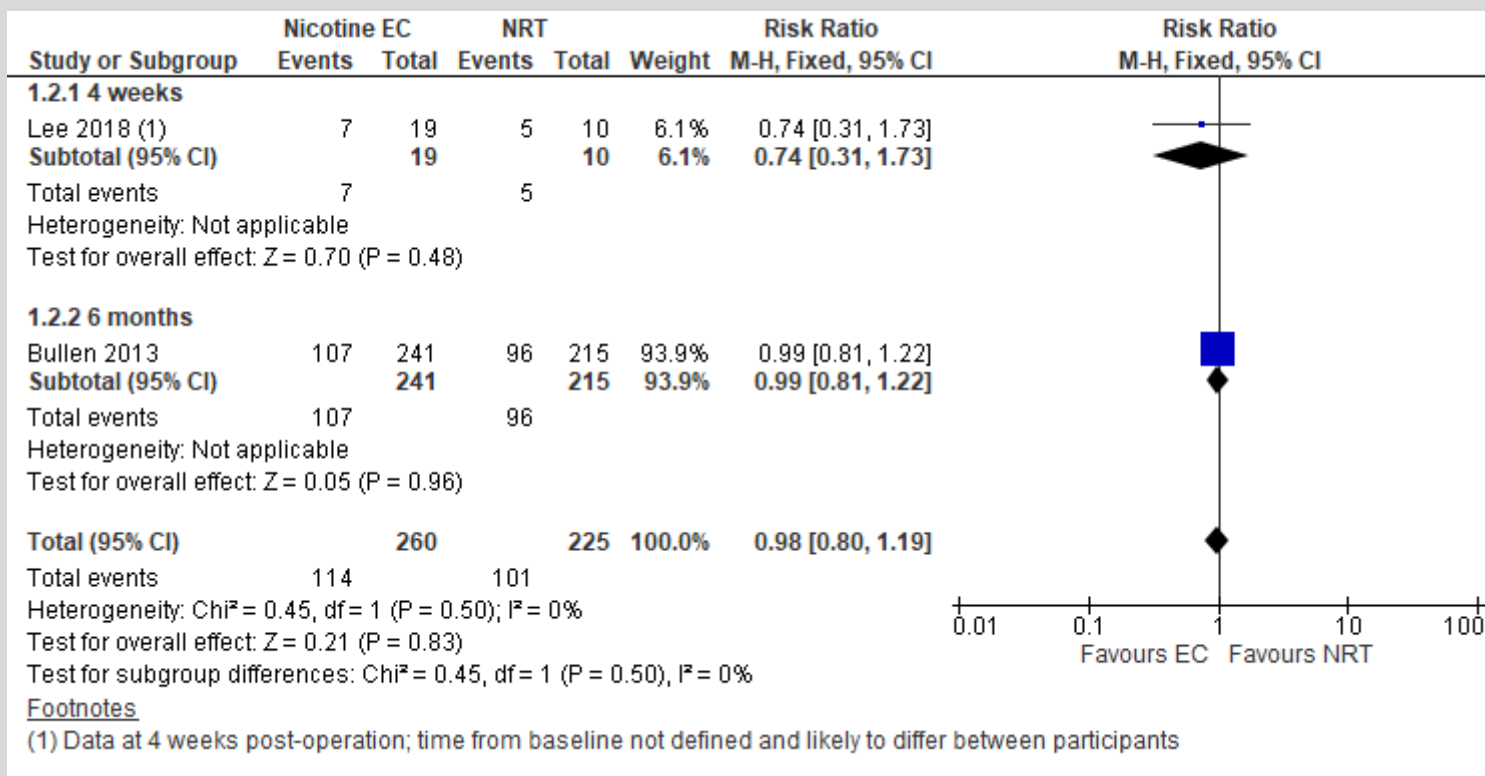 Nicotine EC NRT Risk Ratio Risk Ratio
Study or Subgroup Events Total Events Total Weight M-H, Fixed, 95% CI M-H, Fixed, 95% CI
1.2.1 4 weeks
Lee 2018 (1) 7 19 5 10 6.1% 0.74 [0.31, 1.73]
Subtotal (95% CI) 19 10 6.1% 0.74 [0.31, 1.73]
Total events 7 5
Heterogeneity: Not applicable
Test for overall effect: Z = 0.70 (P = 0.48)
1.2.2 6 months
Bullen 2013 107 241 96 215 93.9% 0.99 [0.81, 1.22]
Subtotal (95% CI) 241 215 93.9% 0.99 [0.81, 1.22]
Total events 107 96
Heterogeneity: Not applicable
Test for overall effect: Z = 0.05 (P = 0.96)
Total (95% CI) 260 225 100.0% 0.98 [0.80, 1.19]
Total events 114 101
Heterogeneity: Chi² = 0.45, df = 1 (P = 0.50); I² = 0%
Test for overall effect: Z = 0.21 (P = 0.83)
Test for subgroup differences: Chi² = 0.45, df = 1 (P = 0.50), I² = 0%
0.01 0.1 1 10 100
Favours EC Favours NRT
Footnotes
(1) Data at 4 weeks post-operation; time from baseline not defined and likely to differ between participants